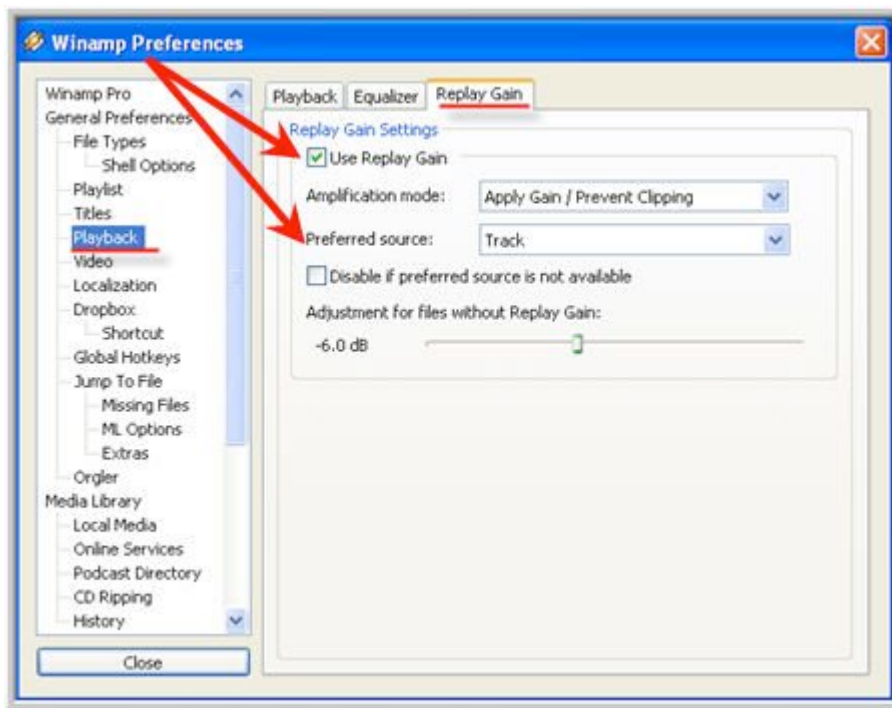 Winamp Preferences
Winamp Pro
General Preferences
File Types
Shell Options
Playlist
Titles
Playback
Video
Localization
Dropbox
Shortcut
Global Hotkeys
Jump To File
Missing Files
ML Options
Extras
Orgler
Media Library
Local Media
Online Services
Podcast Directory
CD Ripping
History
Close
Playback Equalizer Replay Gain
Replay Gain Settings
Use Replay Gain
Amplification mode: Apply Gain / Prevent Clipping
Preferred source: Track
Disable if preferred source is not available
Adjustment for files without Replay Gain:
-6.0 dB